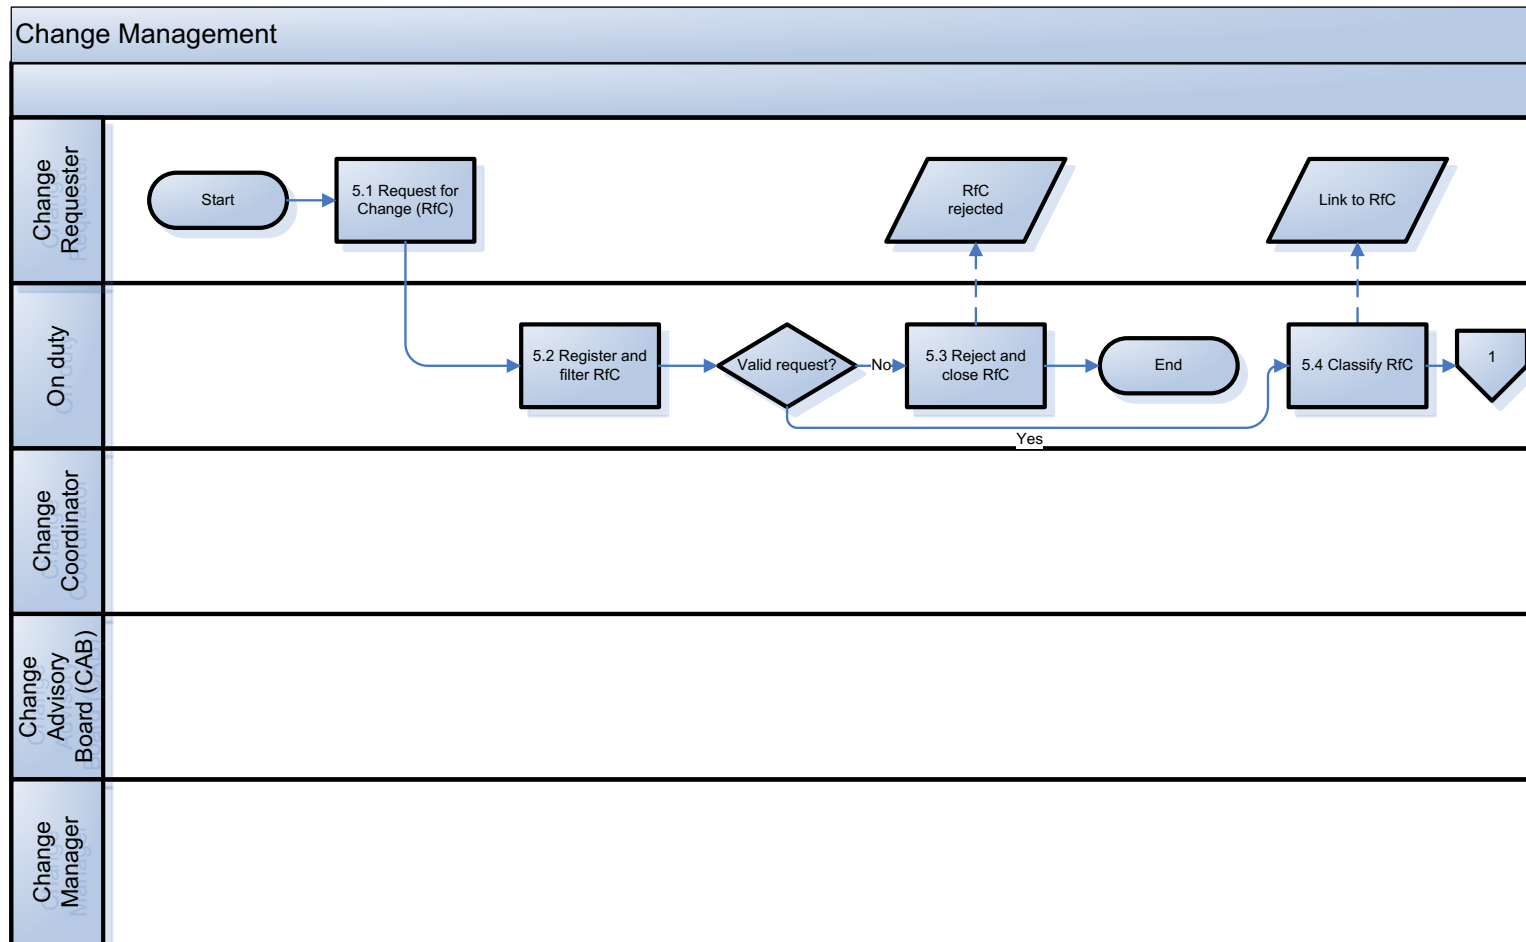 Change Management
Change
Requester
Start
5.1 Request for
Change (RfC)
RfC
rejected
Link to RfC
On duty
5.2 Register and
filter RfC
Valid request?
No
5.3 Reject and
close RfC
End
5.4 Classify RfC
1
Yes
Change
Coordinator
Change
Advisory
Board (CAB)
Change
Manager